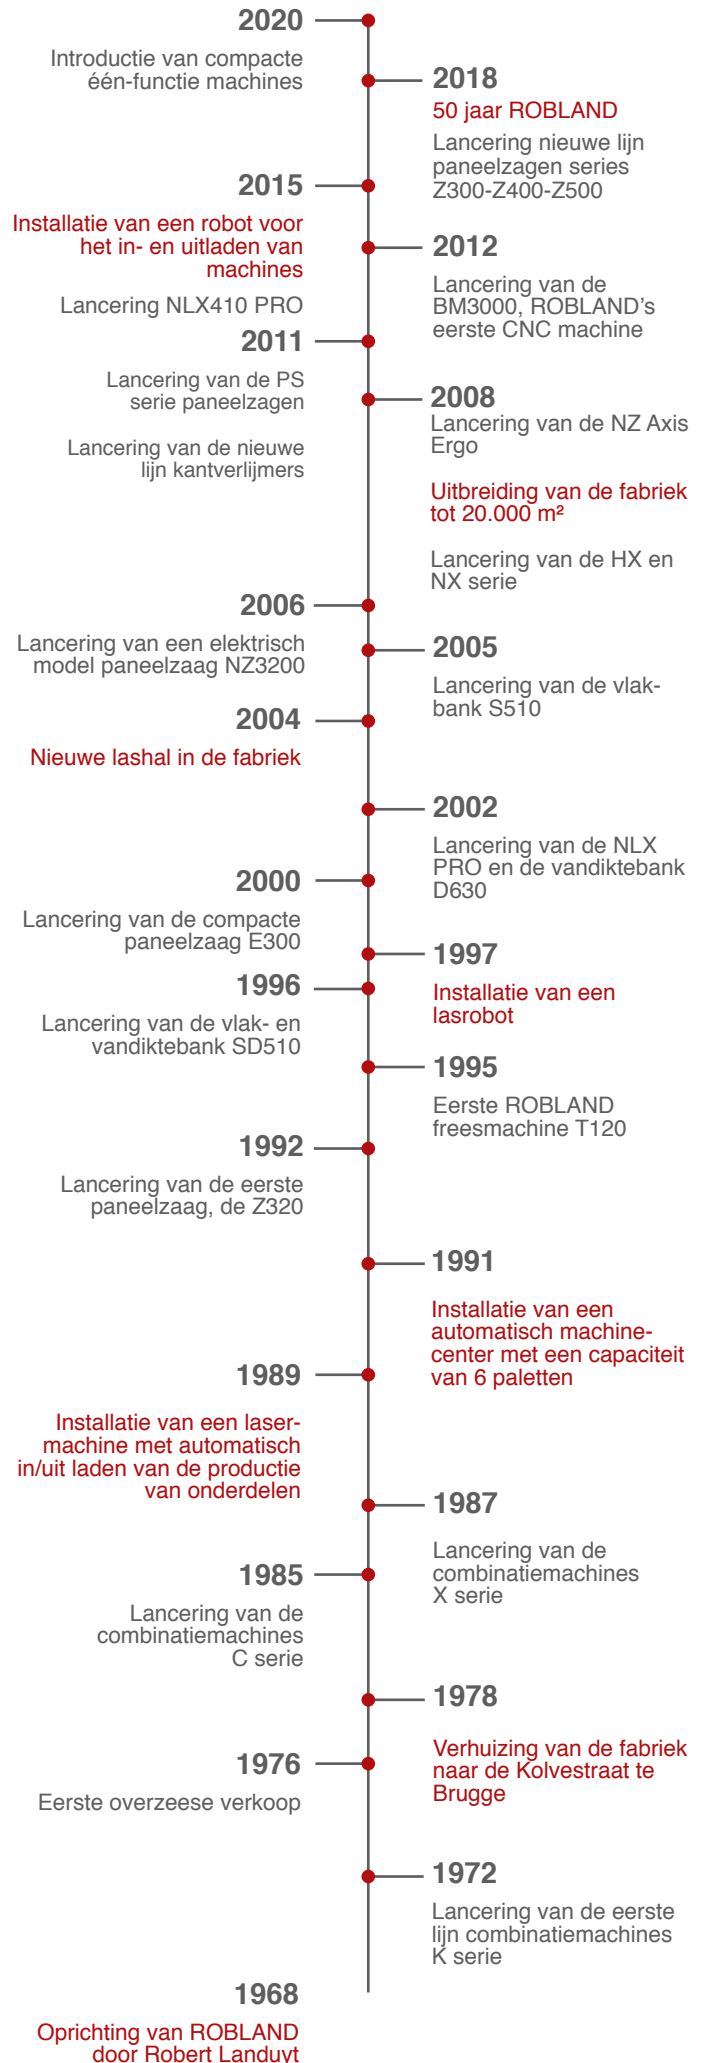 2020
Introductie van compacte
één-functie machines
2018
50 jaar ROBLAND
Lancering nieuwe lijn
paneelzagen series
Z300-Z400-Z500
2015
Installatie van een robot voor
het in- en uitladen van
machines
Lancering NLX410 PRO
2012
Lancering van de
BM3000, ROBLAND's
eerste CNC machine
2011
Lancering van de PS
serie paneelzagen
Lancering van de nieuwe
lijn kantverlijmers
2008
Lancering van de NZ Axis
Ergo
Uitbreiding van de fabriek
tot 20.000 m²
Lancering van de HX en
NX serie
2006
Lancering van een elektrisch
model paneelzaag NZ3200
2005
Lancering van de vlak-
bank S510
2004
Nieuwe lashal in de fabriek
2002
Lancering van de NLX
PRO en de vandiktebank
D630
2000
Lancering van de compacte
paneelzaag E300
1997
Installatie van een
lasrobot
1996
Lancering van de vlak- en
vandiktebank SD510
1995
Eerste ROBLAND
freesmachine T120
1992
Lancering van de eerste
paneelzaag, de Z320
1991
Installatie van een
automatisch machine-
center met een capaciteit
van 6 paletten
1989
Installatie van een laser-
machine met automatisch
in/uit laden van de productie
van onderdelen
1987
Lancering van de
combinatiemachines
X serie
1985
Lancering van de
combinatiemachines
C serie
1978
Verhuizing van de fabriek
naar de Kolvestraat te
Brugge
1976
Eerste overzeese verkoop
1972
Lancering van de eerste
lijn combinatiemachines
K serie
1968
Oprichting van ROBLAND
door Robert Landuyt